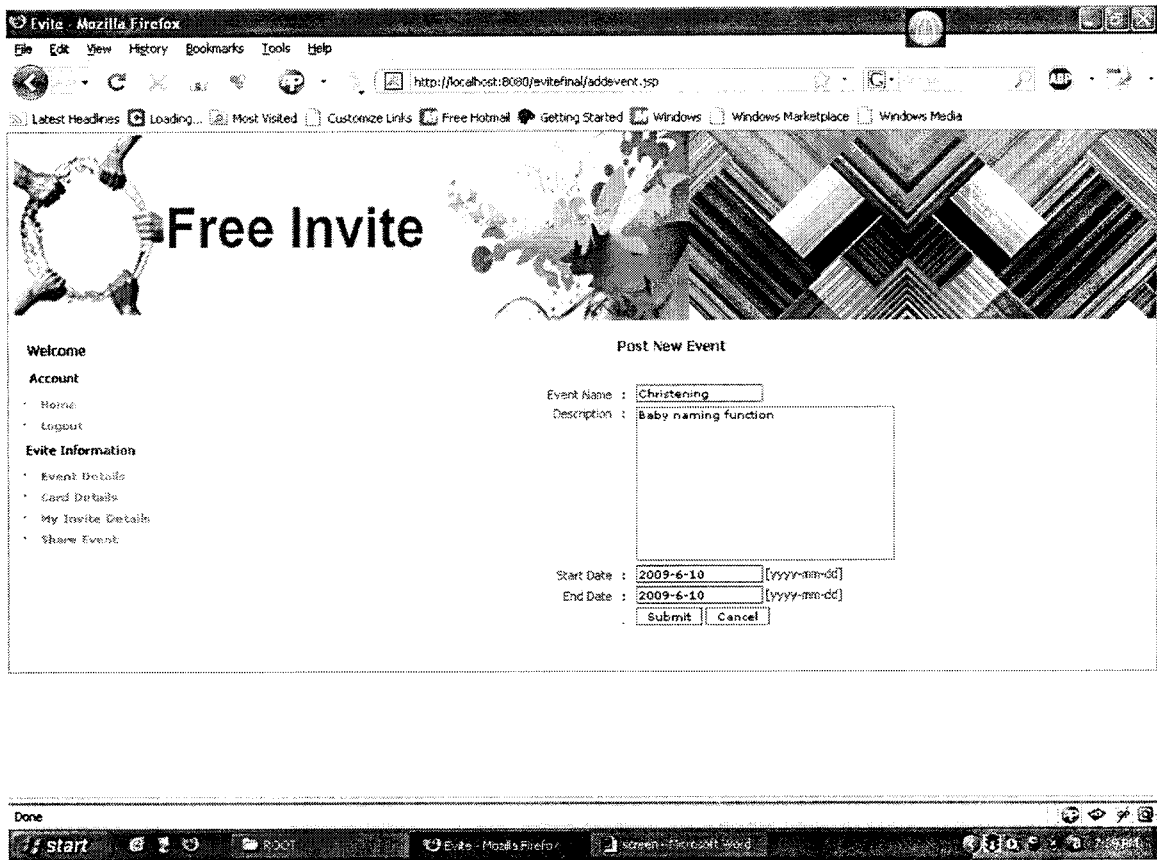 Evite - Mozilla Firefox
File Edit View History Bookmarks Tools Help
http://localhost:8080/evitefinal/addevent.jsp
G
ABP
Latest Headlines Loading... Most Visited Customize Links Free Hotmail Getting Started Windows Windows Marketplace Windows Media
Free Invite
Welcome
Account
Home
Logout
Evite Information
Event Details
Card Details
My Invite Details
Share Event
Post New Event
Event Name : Christening
Description : Baby naming function
Start Date : 2009-6-10 [yyyy-mm-dd]
End Date : 2009-6-10 [yyyy-mm-dd]
Submit Cancel
Done
start ROOT Evite - Mozilla Firefox screen - Microsoft Word